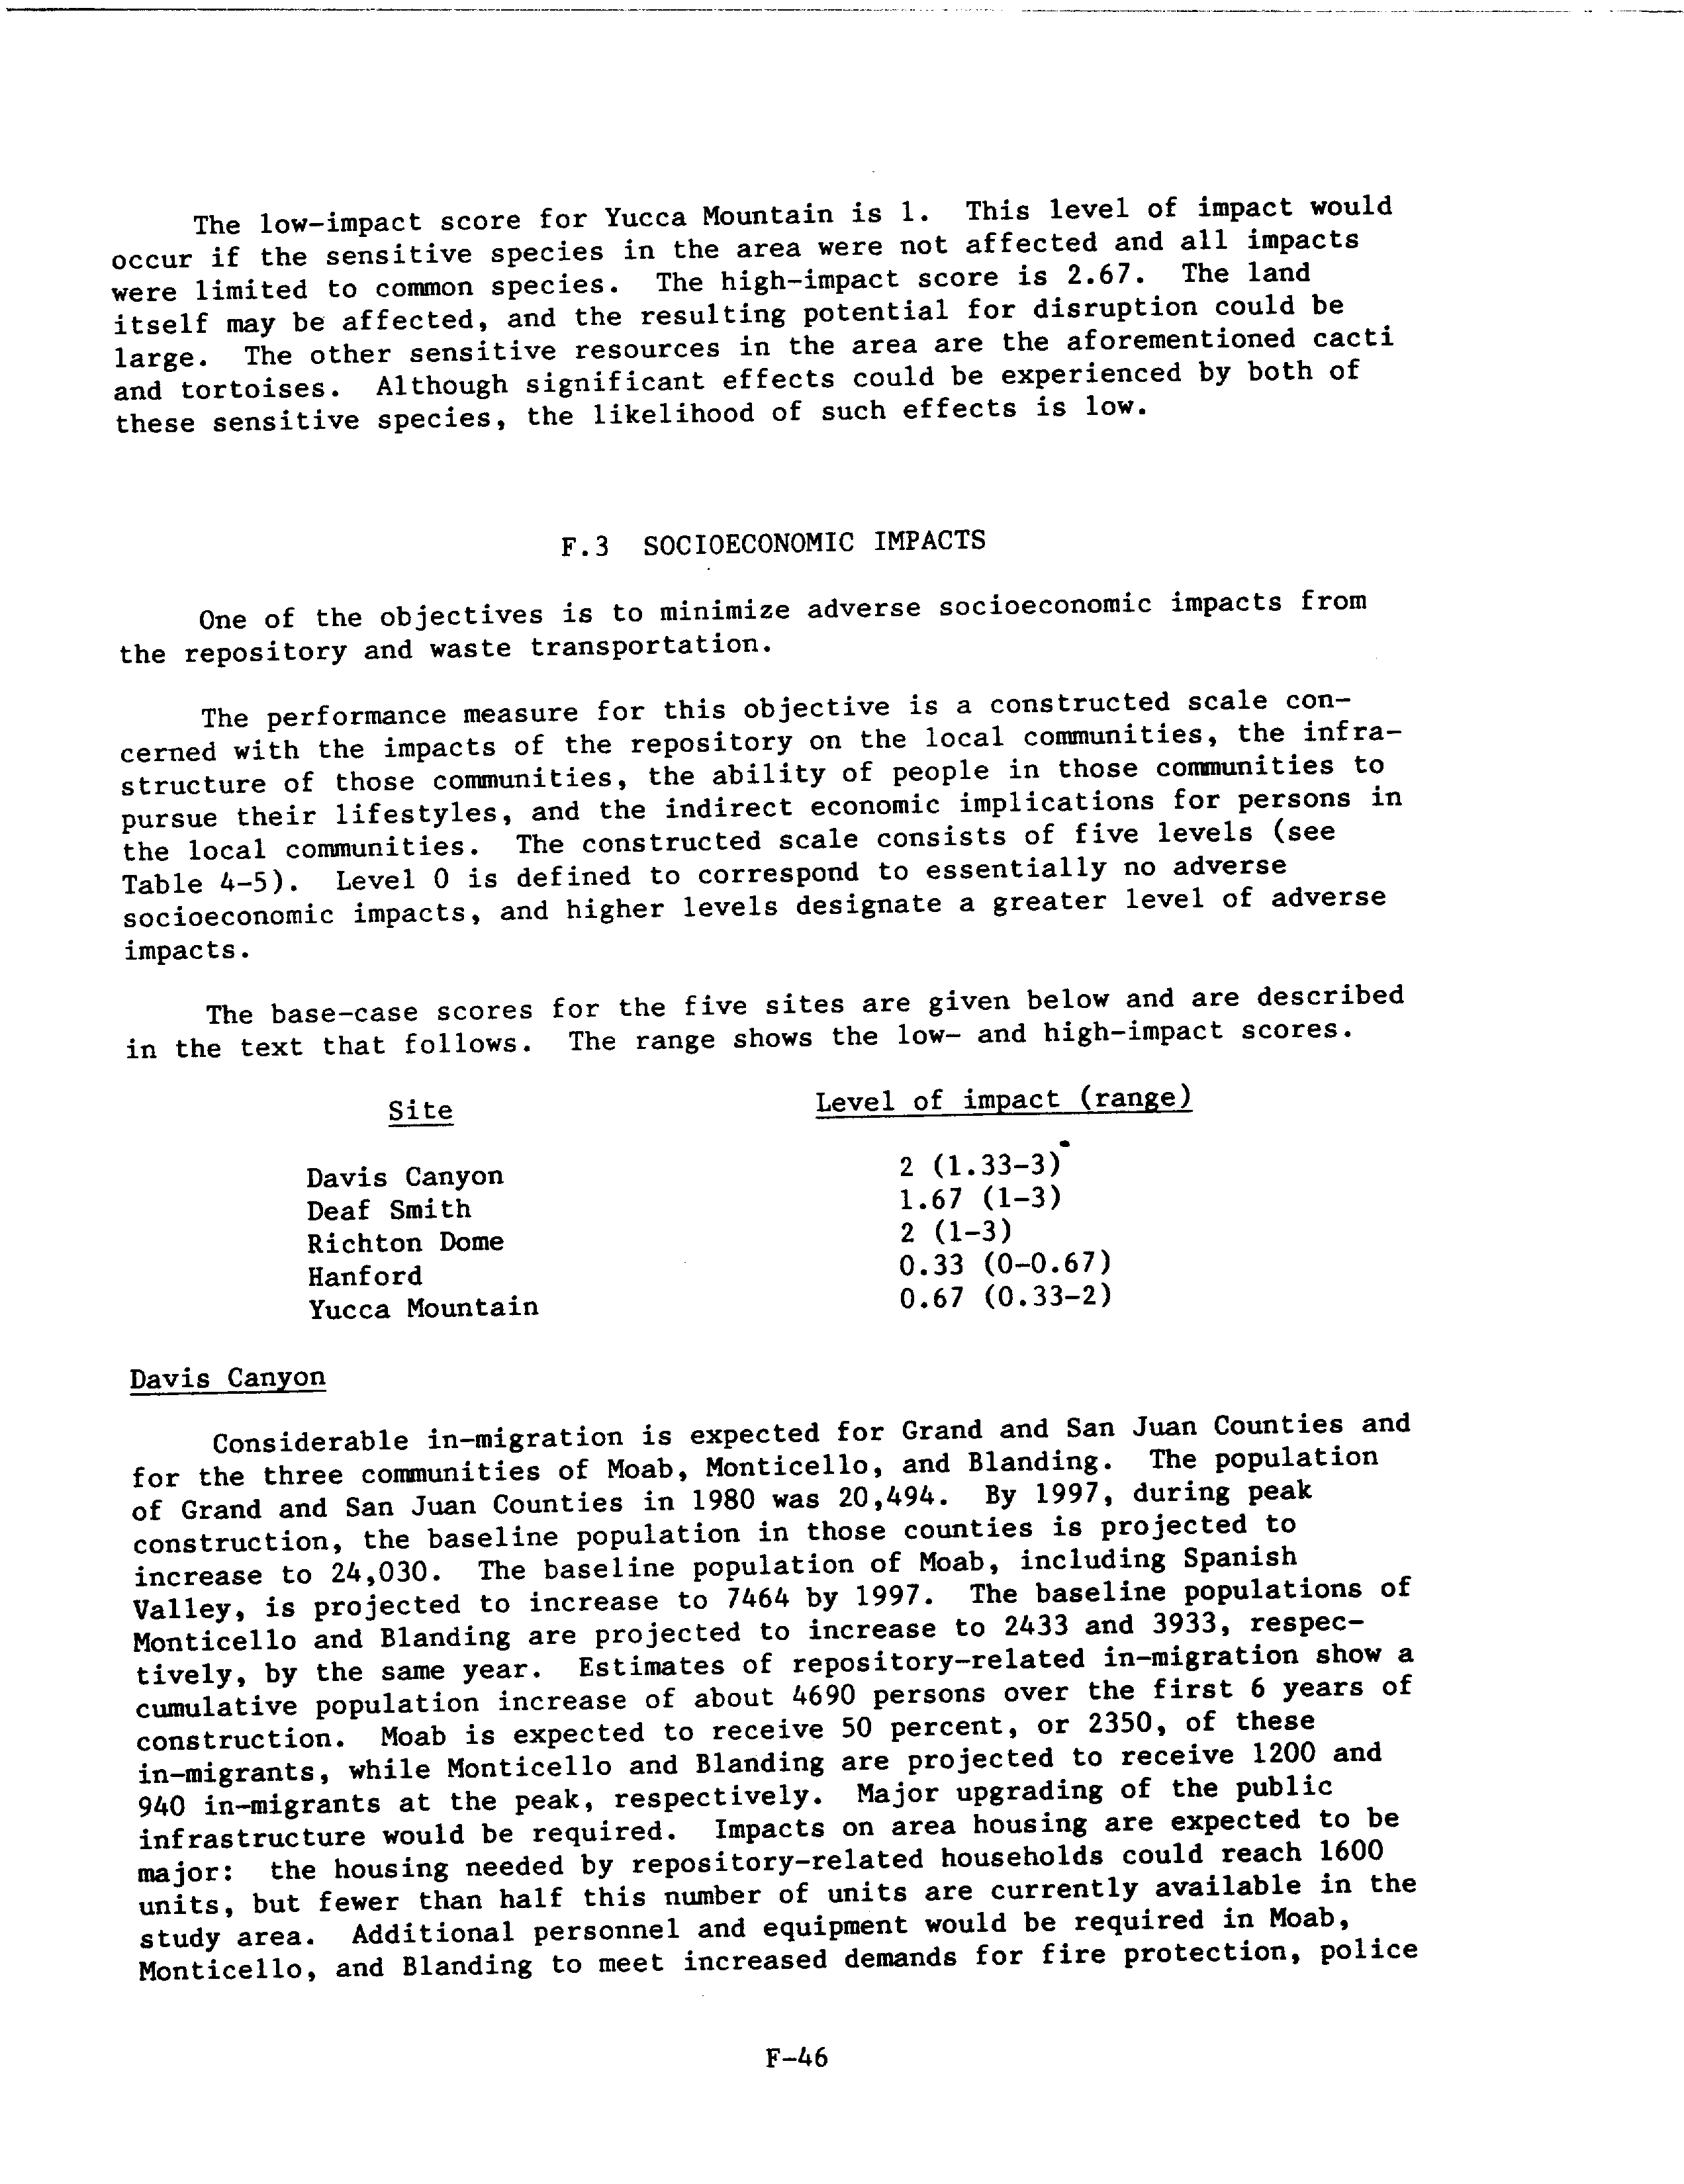 The low-impact score for Yucca Mountain is 1. This level of impact would
occur if the sensitive species in the area were not affected and all impacts
were limited to common species. The high-impact score is 2.67. The land
itself may be affected, and the resulting potential for disruption could be
large. The other sensitive resources in the area are the aforementioned cacti
and tortoises. Although significant effects could be experienced by both of
these sensitive species, the likelihood of such effects is low.
F.3 SOCIOECONOMIC IMPACTS
One of the objectives is to minimize adverse socioeconomic impacts from
the repository and waste transportation.
The performance measure for this objective is a constructed scale con-
cerned with the impacts of the repository on the local communities, the infra-
structure of those communities, the ability of people in those communities to
pursue their lifestyles, and the indirect economic implications for persons in
the local communities. The constructed scale consists of five levels (see
Table 4-5). Level 0 is defined to correspond to essentially no adverse
socioeconomic impacts, and higher levels designate a greater level of adverse
impacts.
The base-case scores for the five sites are given below and are described
in the text that follows. The range shows the low- and high-impact scores.
Site Level of impact (range)
Davis Canyon 2 (1.33-3)
Deaf Smith 1.67 (1-3)
Richton Dome 2 (1-3)
Hanford 0.33 (0-0.67)
Yucca Mountain 0.67 (0.33-2)
Davis Canyon
Considerable in-migration is expected for Grand and San Juan Counties and
for the three communities of Moab, Monticello, and Blanding. The population
of Grand and San Juan Counties in 1980 was 20,494. By 1997, during peak
construction, the baseline population in those counties is projected to
increase to 24,030. The baseline population of Moab, including Spanish
Valley, is projected to increase to 7464 by 1997. The baseline populations of
Monticello and Blanding are projected to increase to 2433 and 3933, respec-
tively, by the same year. Estimates of repository-related in-migration show a
cumulative population increase of about 4690 persons over the first 6 years of
construction. Moab is expected to receive 50 percent, or 2350, of these
in-migrants, while Monticello and Blanding are projected to receive 1200 and
940 in-migrants at the peak, respectively. Major upgrading of the public
infrastructure would be required. Impacts on area housing are expected to be
major: the housing needed by repository-related households could reach 1600
units, but fewer than half this number of units are currently available in the
study area. Additional personnel and equipment would be required in Moab,
Monticello, and Blanding to meet increased demands for fire protection, police
F-46